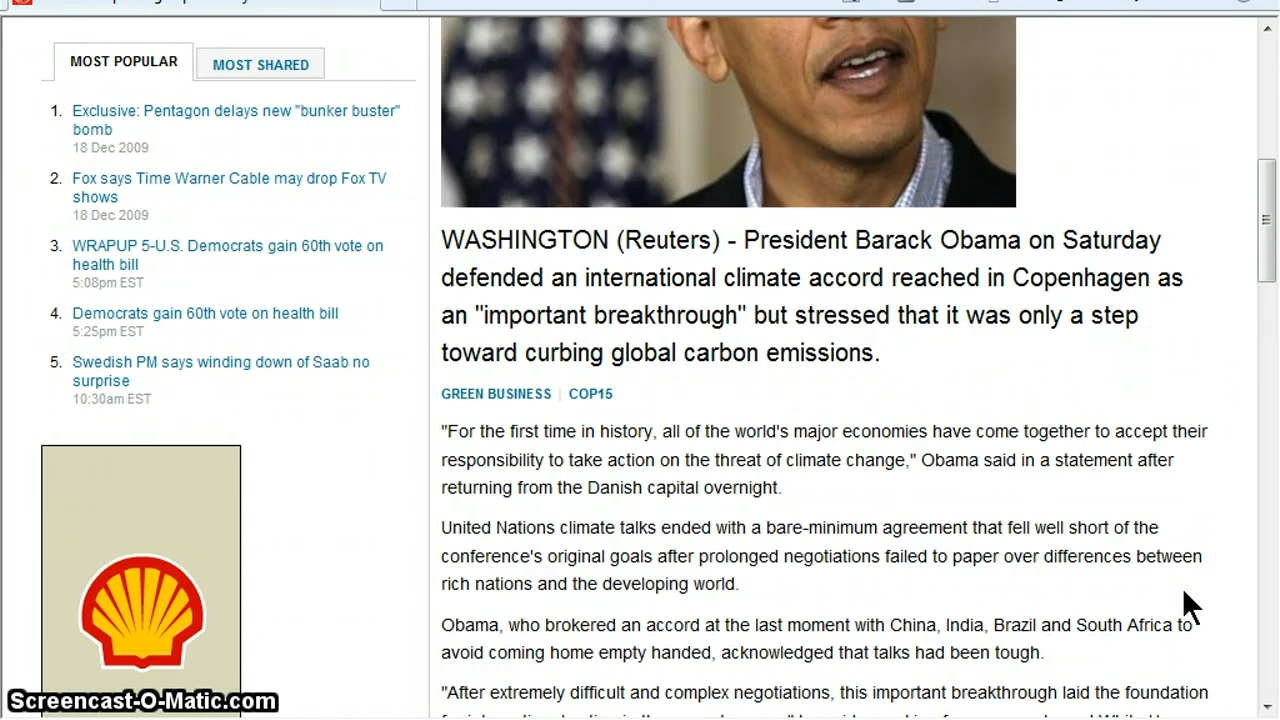 MOST POPULAR
MOST SHARED
1. Exclusive: Pentagon delays new "bunker buster"
bomb
18 Dec 2009
2. Fox says Time Warner Cable may drop Fox TV
shows
18 Dec 2009
3. WRAPUP 5-U.S. Democrats gain 60th vote on
health bill
5:08pm EST
4. Democrats gain 60th vote on health bill
5:25pm EST
5. Swedish PM says winding down of Saab no
surprise
10:30am EST
WASHINGTON (Reuters) - President Barack Obama on Saturday
defended an international climate accord reached in Copenhagen as
an "important breakthrough" but stressed that it was only a step
toward curbing global carbon emissions.
GREEN BUSINESS | COP15
"For the first time in history, all of the world's major economies have come together to accept their
responsibility to take action on the threat of climate change," Obama said in a statement after
returning from the Danish capital overnight.
United Nations climate talks ended with a bare-minimum agreement that fell well short of the
conference's original goals after prolonged negotiations failed to paper over differences between
rich nations and the developing world.
Obama, who brokered an accord at the last moment with China, India, Brazil and South Africa to
avoid coming home empty handed, acknowledged that talks had been tough.
"After extremely difficult and complex negotiations, this important breakthrough laid the foundation
Screencast-O-Matic.com